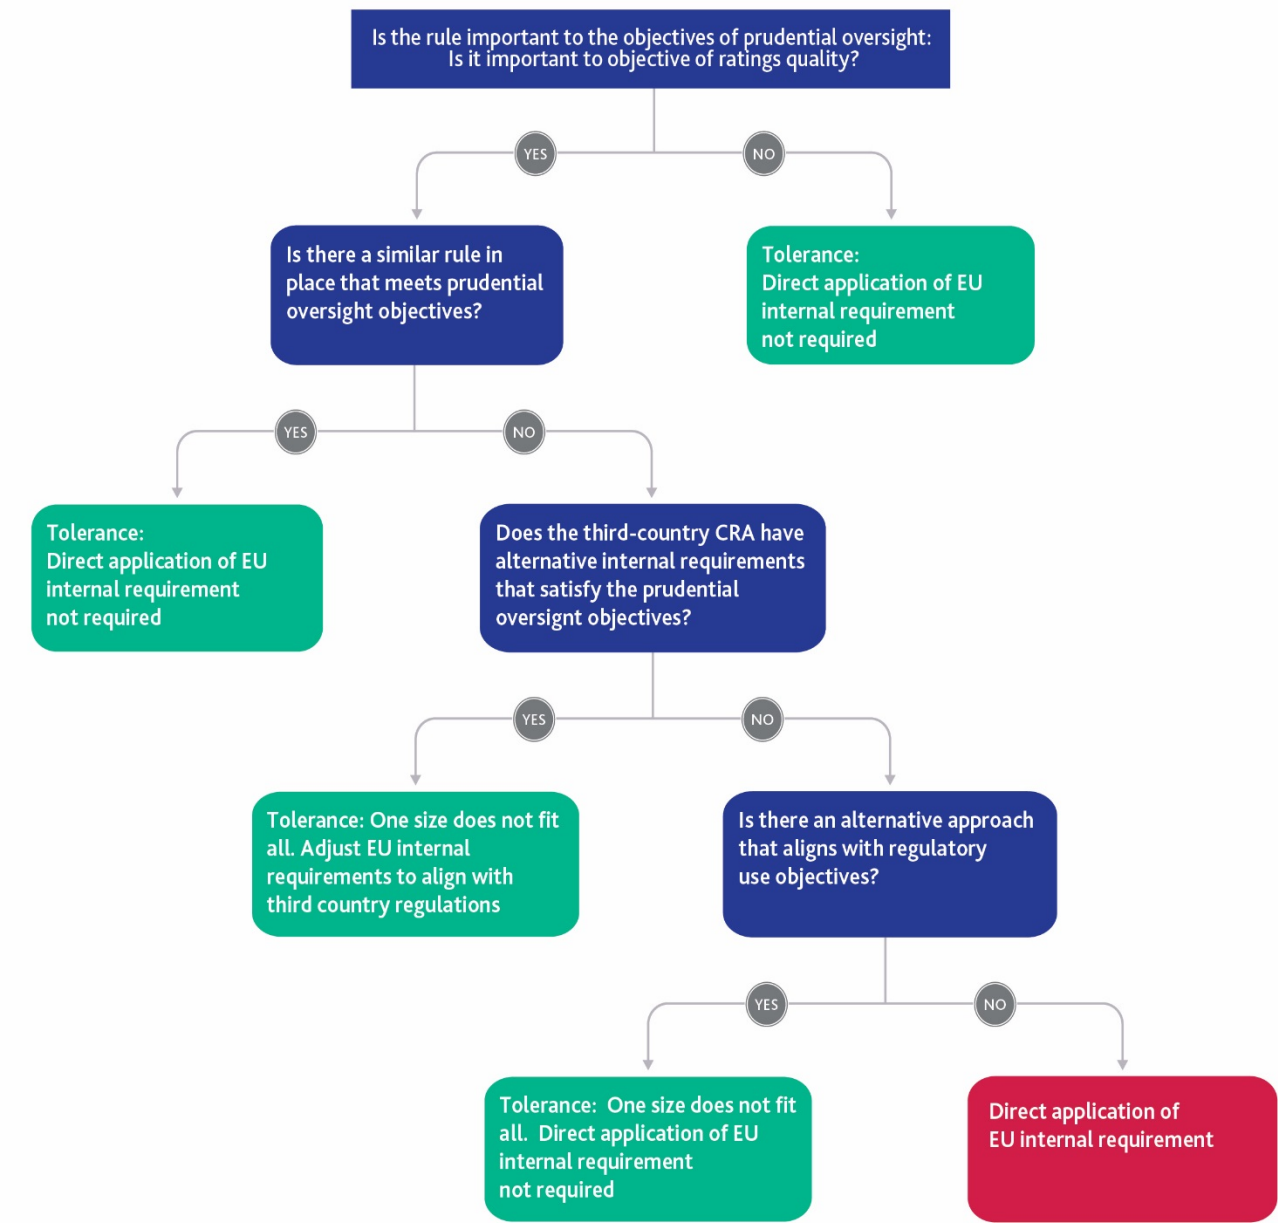 Is the rule important to the objectives of prudential oversight:
Is it important to objective of ratings quality?
YES
NO
Is there a similar rule in
place that meets prudential
oversight objectives?
Tolerance:
Direct application of EU
internal requirement
not required
YES
NO
Tolerance:
Direct application of EU
internal requirement
not required
Does the third-country CRA have
alternative internal requirements
that satisfy the prudential
oversignt objectives?
YES
NO
Tolerance: One size does not fit
all. Adjust EU internal
requirements to align with
third country regulations
Is there an alternative approach
that aligns with regulatory
use objectives?
YES
NO
Tolerance:  One size does not fit
all.  Direct application of EU
internal requirement
not required
Direct application of
EU internal requirement